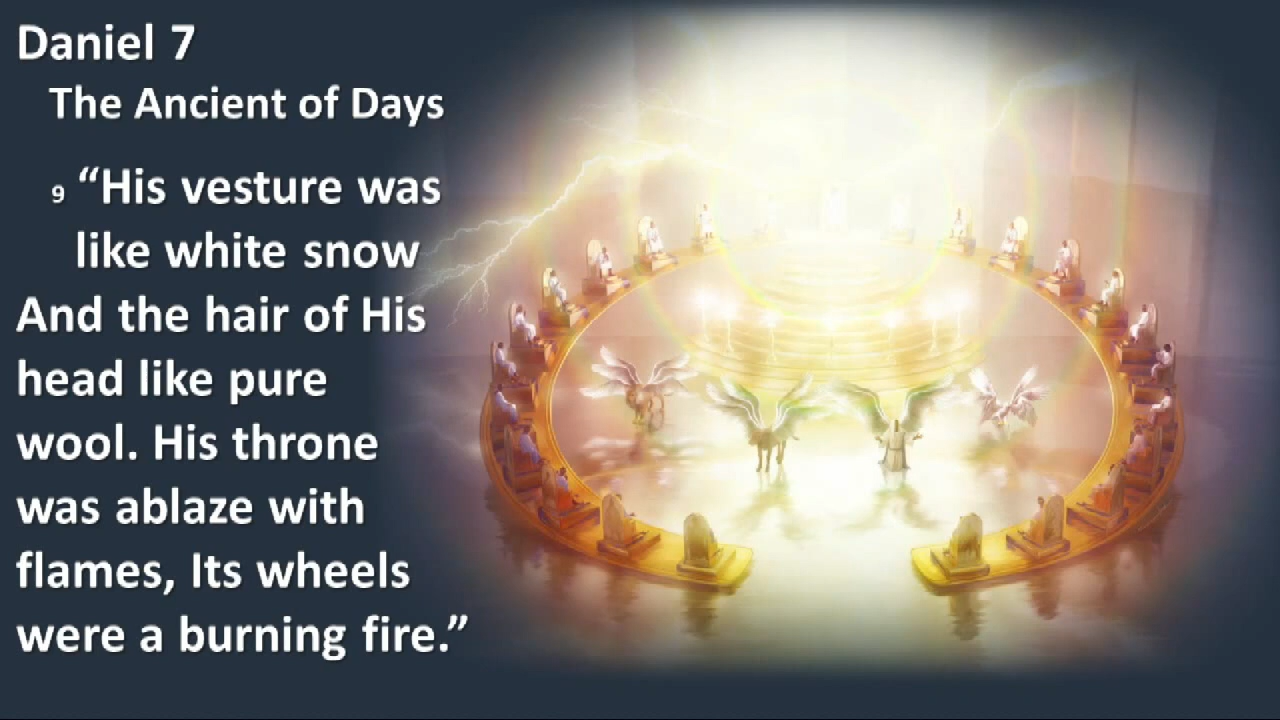 Daniel 7
The Ancient of Days
9 “His vesture was
like white snow
And the hair of His
head like pure
wool. His throne
was ablaze with
flames, Its wheels
were a burning fire.”